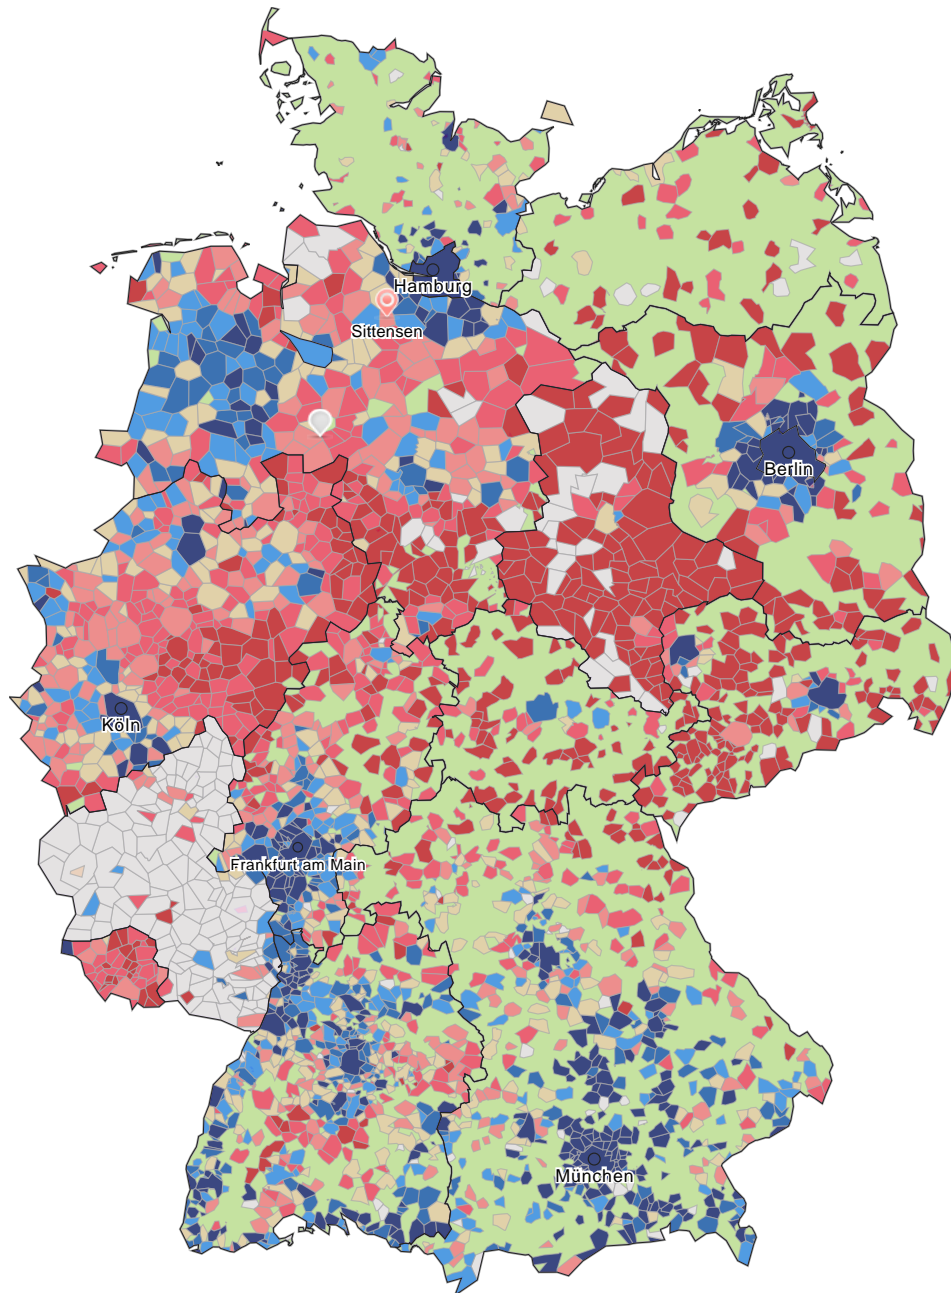 Hamburg
Sittensen
Berlin
Köln
Frankfurt am Main
München